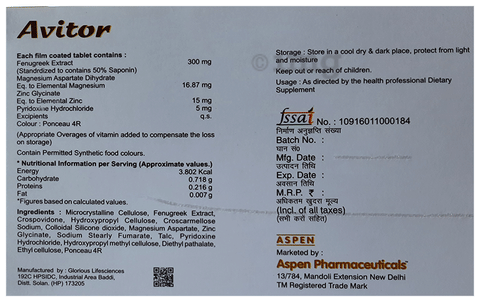 Avitor
Each film coated tablet contains :
Fenugreek Extract 300 mg
(Standrdized to contains 50% Saponin)
Magnesium Aspartate Dihydrate
Eq. to Elemental Magnesium 16.87 mg
Zinc Glycinate
Eq. to Elemental Zinc 15 mg
Pyridoxine Hydrochloride 5 mg
Excipients q.s.
Colour : Ponceau 4R
(Appropriate Overages of vitamin added to compensate the loss
on storage)
Contain Permitted Synthetic food colours.
* Nutritional Information per Serving (Approximate values.)
Energy 3.802 Kcal
Carbohydrate 0.718 g
Proteins 0.216 g
Fat 0.007 g
*Figures based on calculated values.
Ingredients : Microcrystalline Cellulose, Fenugreek Extract,
Crospovidone, Hydroxypropyl Cellulose, Croscarmellose
Sodium, Colloidal Silicone dioxide, Magnesium Aspartate, Zinc
Glycinate, Sodium Stearly Fumarate, Talc, Pyridoxine
Hydrochloride, Hydroxypropyl methyl cellulose, Diethyl pathalate,
Ethyl cellulose, Ponceau 4R
Manufactured by : Glorious Lifesciences
192C HPSIDC, Industrial Area Baddi,
Distt. Solan. (HP) 173205
Storage : Store in a cool dry & dark place, protect from light
and moisture
Keep out or reach of children.
Usage : As directed by the health professional Dietary
Supplement
fssai No. : 10916011000184
निर्माण अनुज्ञप्ति संख्या
Batch No. :
घान सं०
Mfg. Date :
उत्पादन तिथि
Exp. Date :
अवसान तिथि
M.R.P. ₹ :
अधिकतम खुदरा मूल्य
(Incl. of all taxes)
(सभी करों सहित)
ASPEN
Marketed by :
Aspen Pharmaceuticals
13/784, Mandoli Extension New Delhi
TM Registered Trade Mark